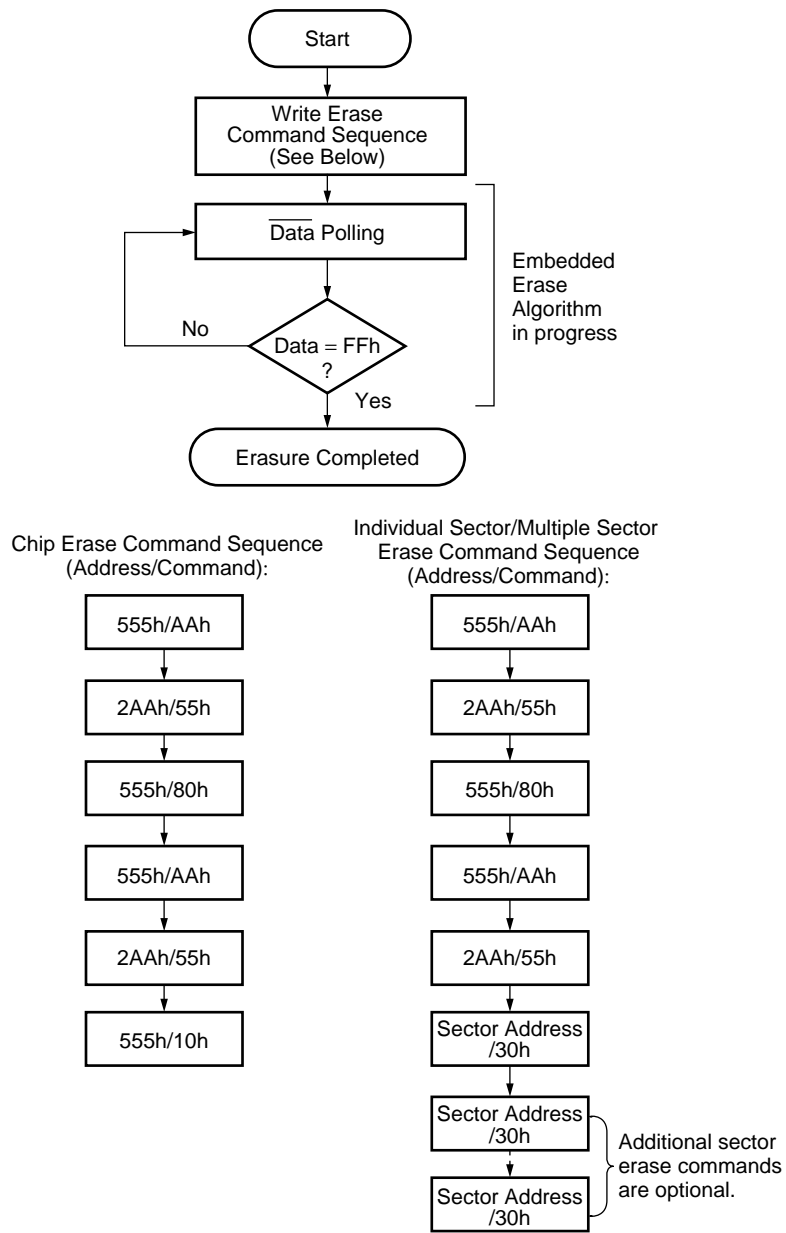 Start
Write Erase
Command Sequence
(See Below)
Data Polling
Embedded
Erase
Algorithm
in progress
No
Data = FFh
?
Yes
Erasure Completed
Chip Erase Command Sequence
(Address/Command):
555h/AAh
2AAh/55h
555h/80h
555h/AAh
2AAh/55h
555h/10h
Individual Sector/Multiple Sector
Erase Command Sequence
(Address/Command):
555h/AAh
2AAh/55h
555h/80h
555h/AAh
2AAh/55h
Sector Address
/30h
Sector Address
/30h
Sector Address
/30h
Additional sector
erase commands
are optional.